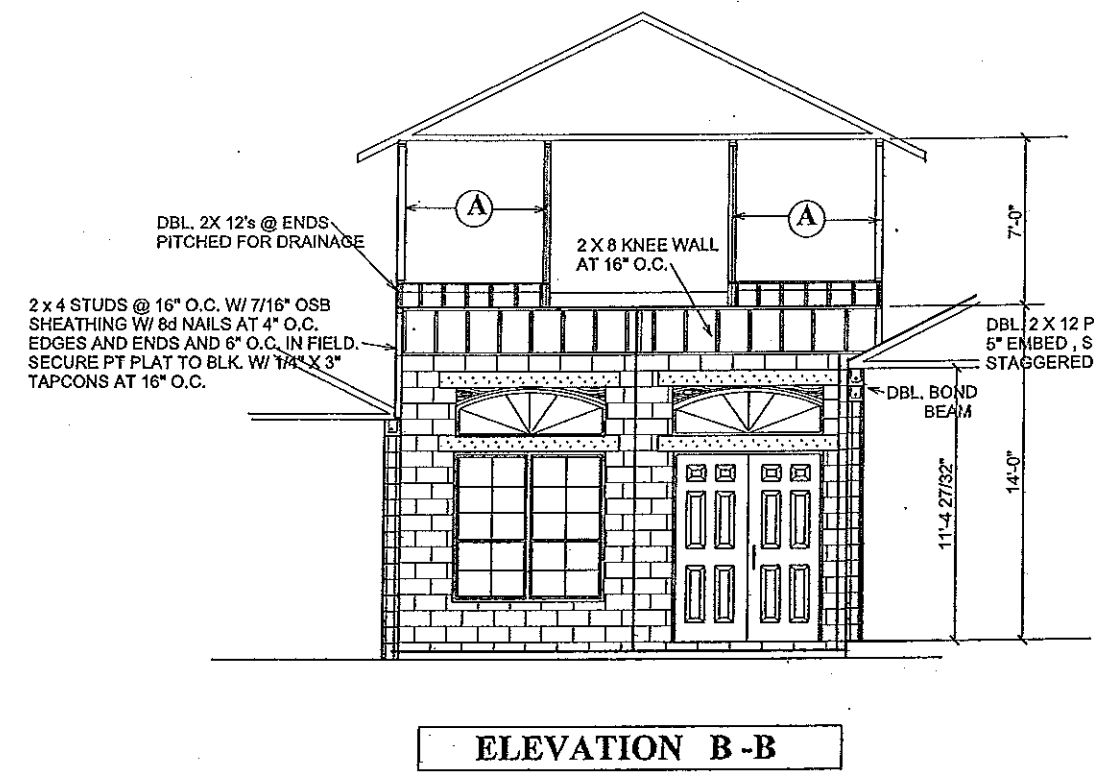 A
A
7'-0"
DBL. 2X 12's @ ENDS
PITCHED FOR DRAINAGE
2 X 8 KNEE WALL
AT 16" O.C.
2 x 4 STUDS @ 16" O.C. W/ 7/16" OSB
SHEATHING W/ 8d NAILS AT 4" O.C.
EDGES AND ENDS AND 6" O.C. IN FIELD.
SECURE PT PLAT TO BLK. W/ 1/4" X 3"
TAPCONS AT 16" O.C.
DBL. 2 X 12 P
5" EMBED , S
STAGGERED
DBL. BOND
BEAM
11'-4 27/32"
14'-0"
ELEVATION B-B